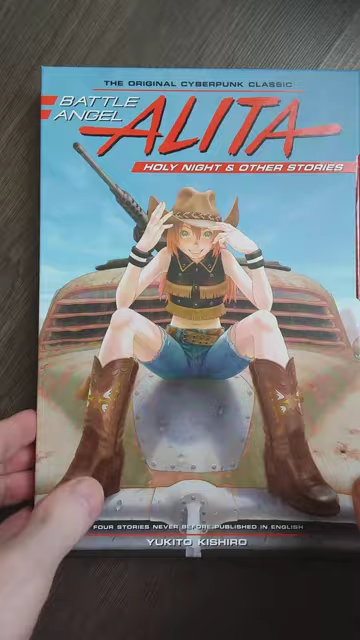 THE ORIGINAL CYBERPUNK CLASSIC
BATTLE
ANGEL
ALITA
HOLY NIGHT & OTHER STORIES
FOUR STORIES NEVER BEFORE PUBLISHED IN ENGLISH
YUKITO KISHIRO